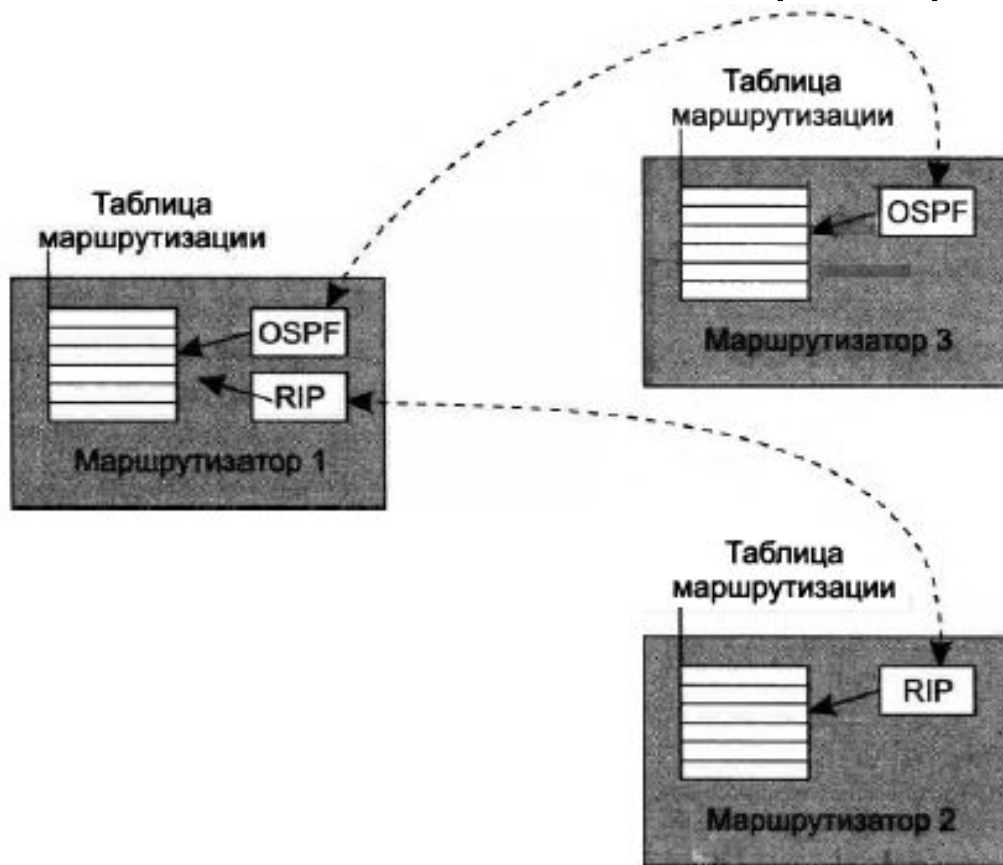 Таблица
маршрутизации
OSPF
Маршрутизатор 3
Таблица
маршрутизации
OSPF
RIP
Маршрутизатор 1
Таблица
маршрутизации
RIP
Маршрутизатор 2